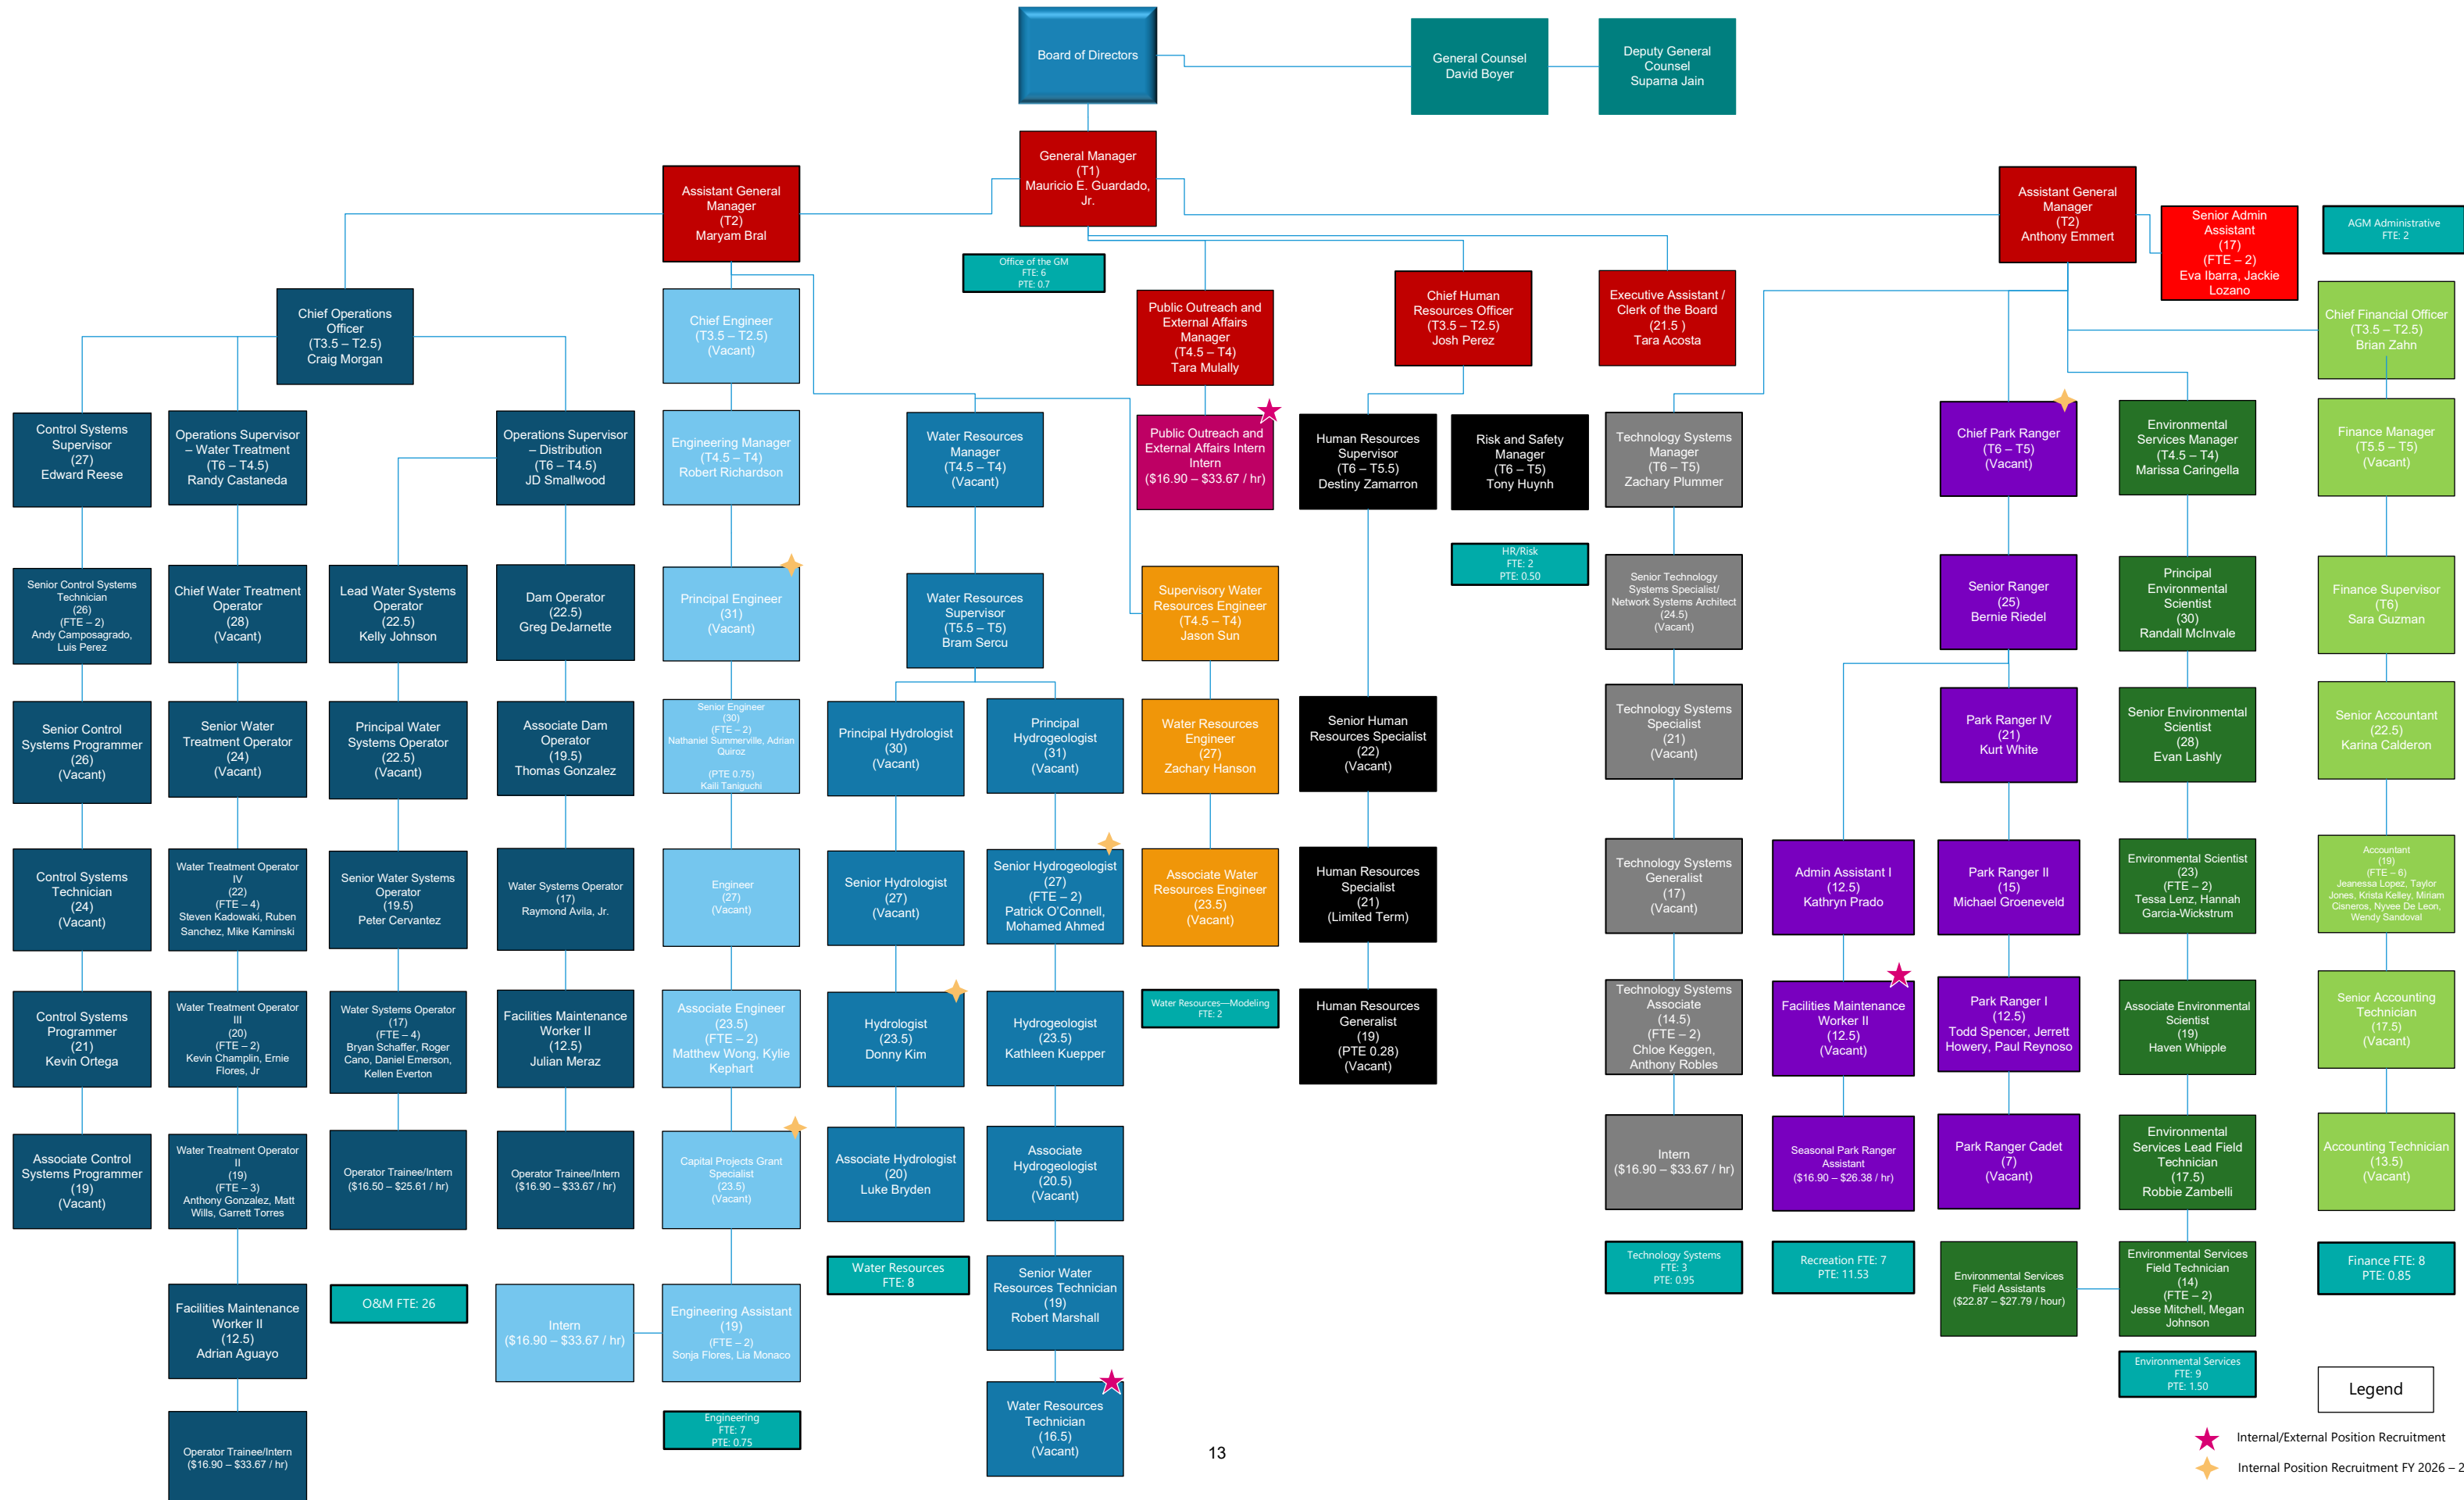 Board of Directors
General Counsel
David Boyer
Deputy General
Counsel
Suparna Jain
General Manager
(T1)
Mauricio E. Guardado,
Jr.
Assistant General
Manager
(T2)
Maryam Bral
Assistant General
Manager
(T2)
Anthony Emmert
Senior Admin
Assistant
(17)
(FTE – 2)
Eva Ibarra, Jackie
Lozano
AGM Administrative
FTE: 2
Office of the GM
FTE: 6
PTE: 0.7
Chief Operations
Officer
(T3.5 – T2.5)
Craig Morgan
Chief Engineer
(T3.5 – T2.5)
(Vacant)
Public Outreach and
External Affairs
Manager
(T4.5 – T4)
Tara Mulally
Chief Human
Resources Officer
(T3.5 – T2.5)
Josh Perez
Executive Assistant /
Clerk of the Board
(21.5 )
Tara Acosta
Chief Financial Officer
(T3.5 – T2.5)
Brian Zahn
Control Systems
Supervisor
(27)
Edward Reese
Operations Supervisor
– Water Treatment
(T6 – T4.5)
Randy Castaneda
Operations Supervisor
– Distribution
(T6 – T4.5)
JD Smallwood
Engineering Manager
(T4.5 – T4)
Robert Richardson
Water Resources
Manager
(T4.5 – T4)
(Vacant)
Public Outreach and
External Affairs Intern
Intern
($16.90 – $33.67 / hr)
Human Resources
Supervisor
(T6 – T5.5)
Destiny Zamarron
Risk and Safety
Manager
(T6 – T5)
Tony Huynh
Technology Systems
Manager
(T6 – T5)
Zachary Plummer
Chief Park Ranger
(T6 – T5)
(Vacant)
Environmental
Services Manager
(T4.5 – T4)
Marissa Caringella
Finance Manager
(T5.5 – T5)
(Vacant)
Senior Control Systems
Technician
(26)
(FTE – 2)
Andy Camposagrado,
Luis Perez
Chief Water Treatment
Operator
(28)
(Vacant)
Lead Water Systems
Operator
(22.5)
Kelly Johnson
Dam Operator
(22.5)
Greg DeJarnette
Principal Engineer
(31)
(Vacant)
Water Resources
Supervisor
(T5.5 – T5)
Bram Sercu
Supervisory Water
Resources Engineer
(T4.5 – T4)
Jason Sun
HR/Risk
FTE: 2
PTE: 0.50
Senior Technology
Systems Specialist/
Network Systems Architect
(24.5)
(Vacant)
Senior Ranger
(25)
Bernie Riedel
Principal
Environmental
Scientist
(30)
Randall McInvale
Finance Supervisor
(T6)
Sara Guzman
Senior Control
Systems Programmer
(26)
(Vacant)
Senior Water
Treatment Operator
(24)
(Vacant)
Principal Water
Systems Operator
(22.5)
(Vacant)
Associate Dam
Operator
(19.5)
Thomas Gonzalez
Senior Engineer
(30)
(FTE – 2)
Nathaniel Summerville, Adrian
Quiroz
(PTE 0.75)
Kaili Taniguchi
Principal Hydrologist
(30)
(Vacant)
Principal
Hydrogeologist
(31)
(Vacant)
Water Resources
Engineer
(27)
Zachary Hanson
Senior Human
Resources Specialist
(22)
(Vacant)
Technology Systems
Specialist
(21)
(Vacant)
Park Ranger IV
(21)
Kurt White
Senior Environmental
Scientist
(28)
Evan Lashly
Senior Accountant
(22.5)
Karina Calderon
Control Systems
Technician
(24)
(Vacant)
Water Treatment Operator
IV
(22)
(FTE – 4)
Steven Kadowaki, Ruben
Sanchez, Mike Kaminski
Senior Water Systems
Operator
(19.5)
Peter Cervantez
Water Systems Operator
(17)
Raymond Avila, Jr.
Engineer
(27)
(Vacant)
Senior Hydrologist
(27)
(Vacant)
Senior Hydrogeologist
(27)
(FTE – 2)
Patrick O’Connell,
Mohamed Ahmed
Associate Water
Resources Engineer
(23.5)
(Vacant)
Human Resources
Specialist
(21)
(Limited Term)
Technology Systems
Generalist
(17)
(Vacant)
Admin Assistant I
(12.5)
Kathryn Prado
Park Ranger II
(15)
Michael Groeneveld
Environmental Scientist
(23)
(FTE – 2)
Tessa Lenz, Hannah
Garcia-Wickstrum
Accountant
(19)
(FTE – 6)
Jeanessa Lopez, Taylor
Jones, Krista Kelley, Miriam
Cisneros, Nyvee De Leon,
Wendy Sandoval
Control Systems
Programmer
(21)
Kevin Ortega
Water Treatment Operator
III
(20)
(FTE – 2)
Kevin Champlin, Ernie
Flores, Jr
Water Systems Operator
(17)
(FTE – 4)
Bryan Schaffer, Roger
Cano, Daniel Emerson,
Kellen Everton
Facilities Maintenance
Worker II
(12.5)
Julian Meraz
Associate Engineer
(23.5)
(FTE – 2)
Matthew Wong, Kylie
Kephart
Hydrologist
(23.5)
Donny Kim
Hydrogeologist
(23.5)
Kathleen Kuepper
Water Resources—Modeling
FTE: 2
Human Resources
Generalist
(19)
(PTE 0.28)
(Vacant)
Technology Systems
Associate
(14.5)
(FTE – 2)
Chloe Keggen,
Anthony Robles
Facilities Maintenance
Worker II
(12.5)
(Vacant)
Park Ranger I
(12.5)
Todd Spencer, Jerrett
Howery, Paul Reynoso
Associate Environmental
Scientist
(19)
Haven Whipple
Senior Accounting
Technician
(17.5)
(Vacant)
Associate Control
Systems Programmer
(19)
(Vacant)
Water Treatment Operator
II
(19)
(FTE – 3)
Anthony Gonzalez, Matt
Wills, Garrett Torres
Operator Trainee/Intern
($16.50 – $25.61 / hr)
Operator Trainee/Intern
($16.90 – $33.67 / hr)
Capital Projects Grant
Specialist
(23.5)
(Vacant)
Associate Hydrologist
(20)
Luke Bryden
Associate
Hydrogeologist
(20.5)
(Vacant)
Intern
($16.90 – $33.67 / hr)
Seasonal Park Ranger
Assistant
($16.90 – $26.38 / hr)
Park Ranger Cadet
(7)
(Vacant)
Environmental
Services Lead Field
Technician
(17.5)
Robbie Zambelli
Accounting Technician
(13.5)
(Vacant)
Facilities Maintenance
Worker II
(12.5)
Adrian Aguayo
O&M FTE: 26
Intern
($16.90 – $33.67 / hr)
Engineering Assistant
(19)
(FTE – 2)
Sonja Flores, Lia Monaco
Water Resources
FTE: 8
Senior Water
Resources Technician
(19)
Robert Marshall
Technology Systems
FTE: 3
PTE: 0.95
Recreation FTE: 7
PTE: 11.53
Environmental Services
Field Assistants
($22.87 – $27.79 / hour)
Environmental Services
Field Technician
(14)
(FTE – 2)
Jesse Mitchell, Megan
Johnson
Finance FTE: 8
PTE: 0.85
Environmental Services
FTE: 9
PTE: 1.50
Operator Trainee/Intern
($16.90 – $33.67 / hr)
Engineering
FTE: 7
PTE: 0.75
Water Resources
Technician
(16.5)
(Vacant)
13
Legend
Internal/External Position Recruitment
Internal Position Recruitment FY 2026 – 2